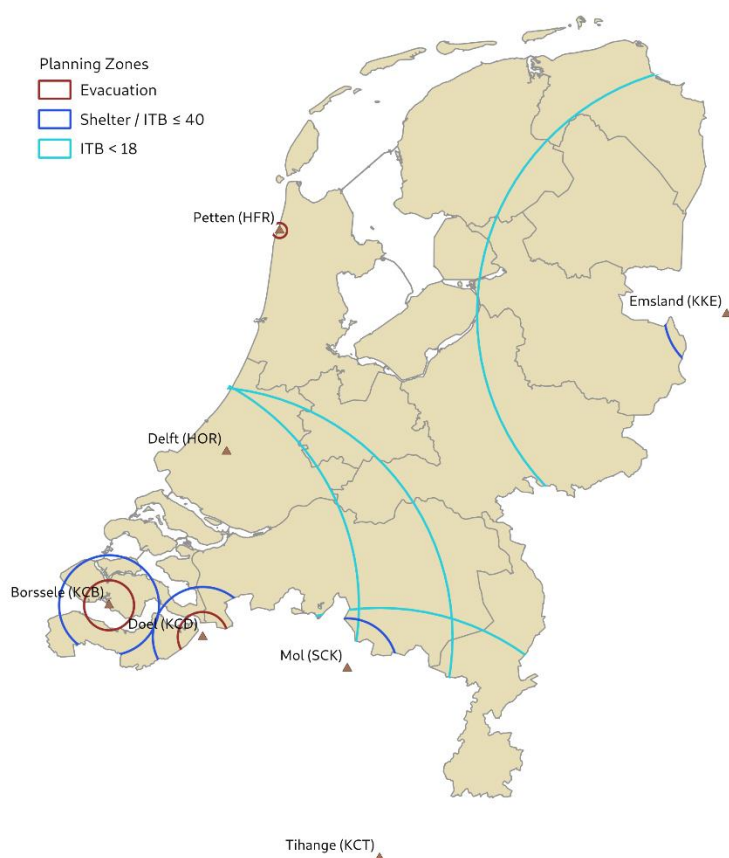 Planning Zones
Evacuation
Shelter / ITB ≤ 40
ITB < 18
Petten (HFR)
Emsland (KKE)
Delft (HOR)
Borssele (KCB)
Doel (KCD)
Mol (SCK)
Tihange (KCT)